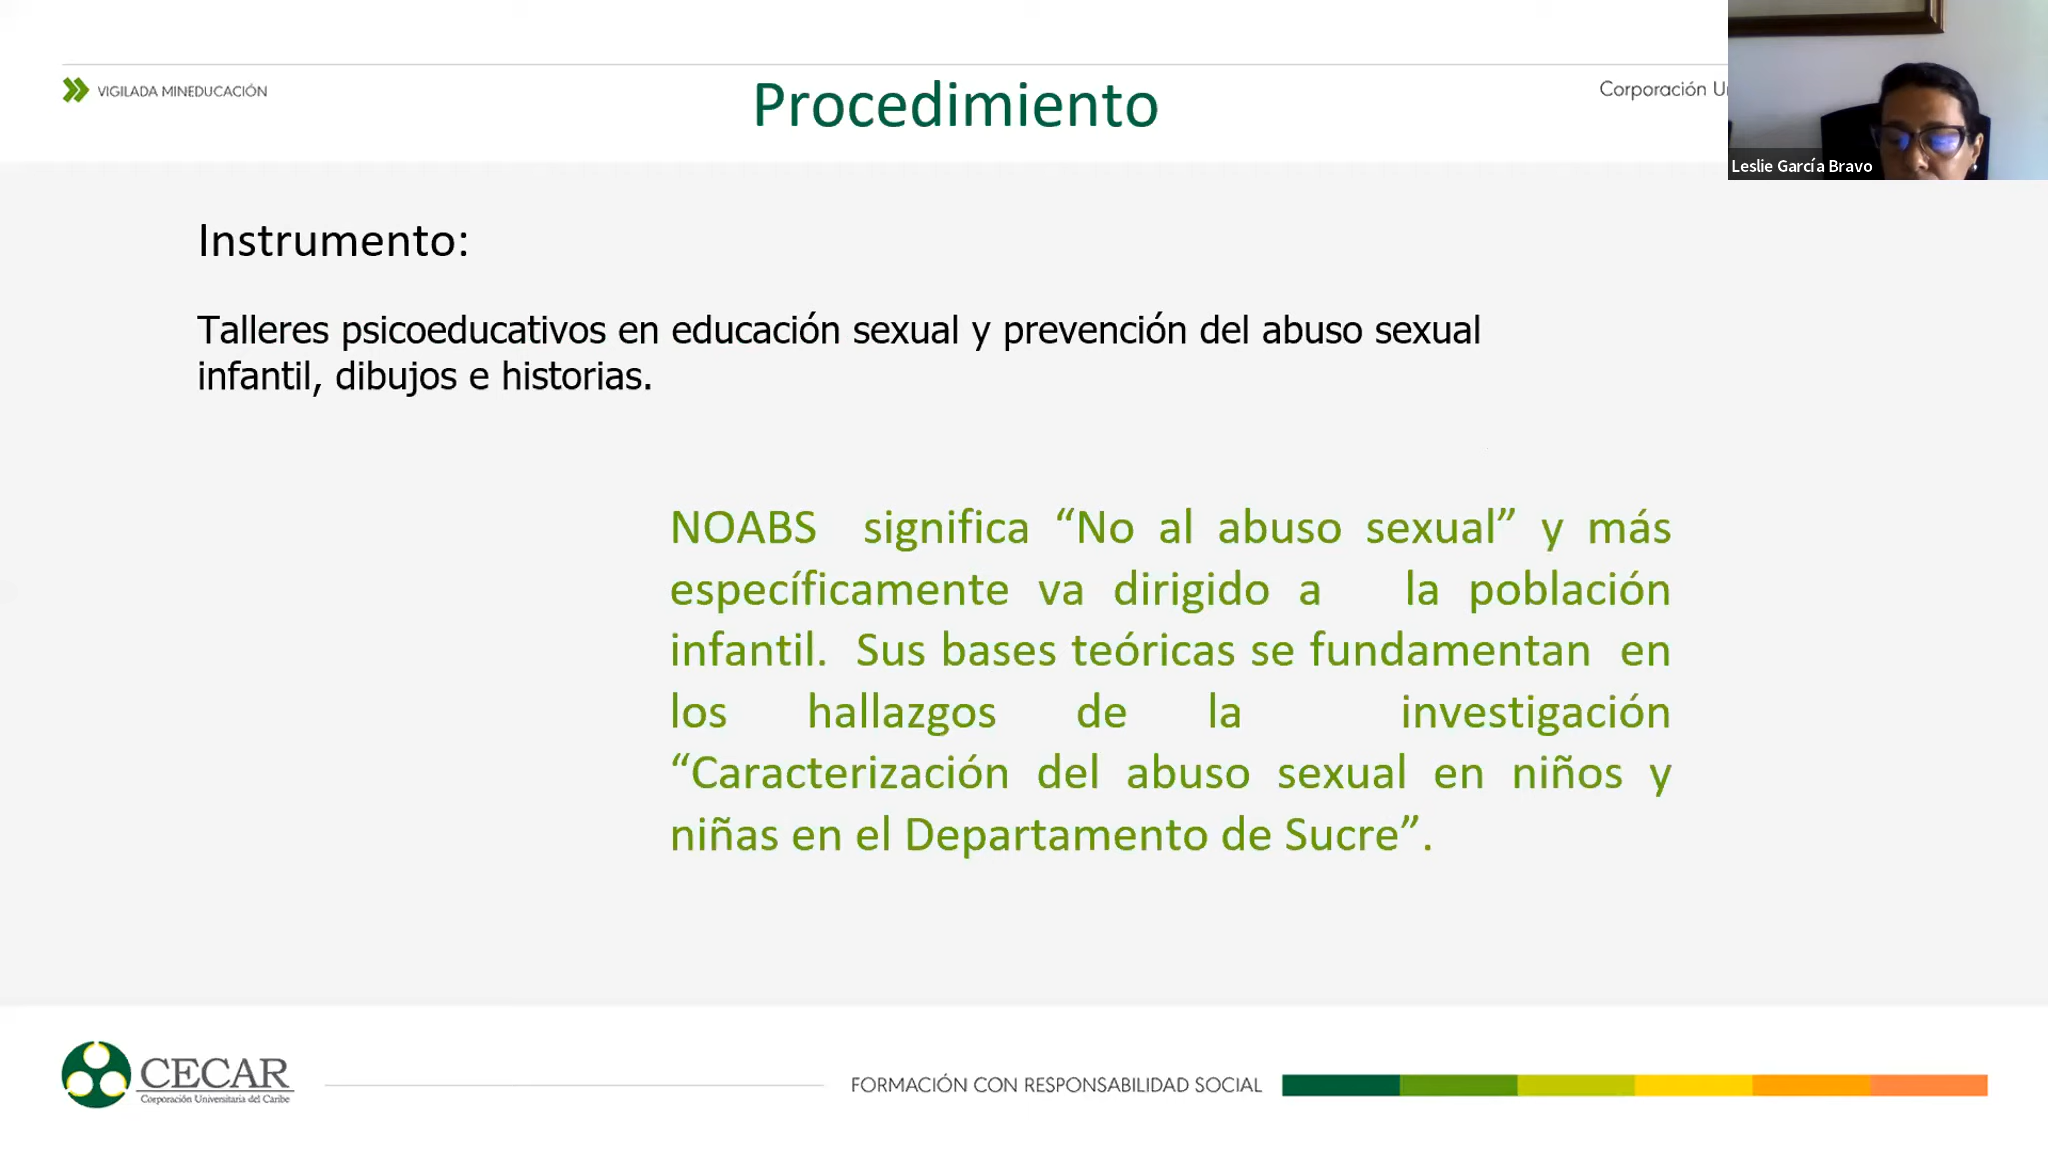 VIGILADA MINEDUCACIÓN
Procedimiento
Corporación
Leslie García Bravo
Instrumento:
Talleres psicoeducativos en educación sexual y prevención del abuso sexual
infantil, dibujos e historias.
NOABS significa “No al abuso sexual” y más
específicamente va dirigido a la población
infantil. Sus bases teóricas se fundamentan en
los hallazgos de la investigación
“Caracterización del abuso sexual en niños y
niñas en el Departamento de Sucre”.
CECAR
Corporación Universitaria del Caribe
FORMACIÓN CON RESPONSABILIDAD SOCIAL